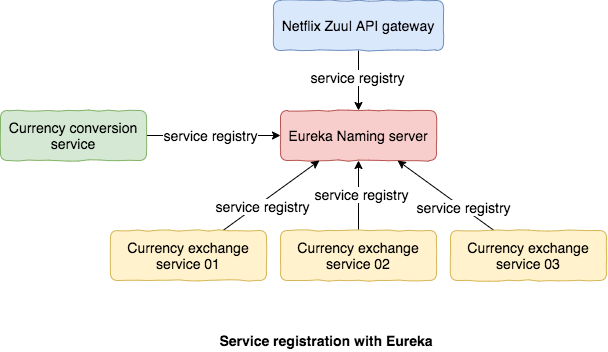 Netflix Zuul API gateway
service registry
Currency conversion
service
service registry
Eureka Naming server
service registry
service registry
service registry
Currency exchange
service 01
Currency exchange
service 02
Currency exchange
service 03
Service registration with Eureka